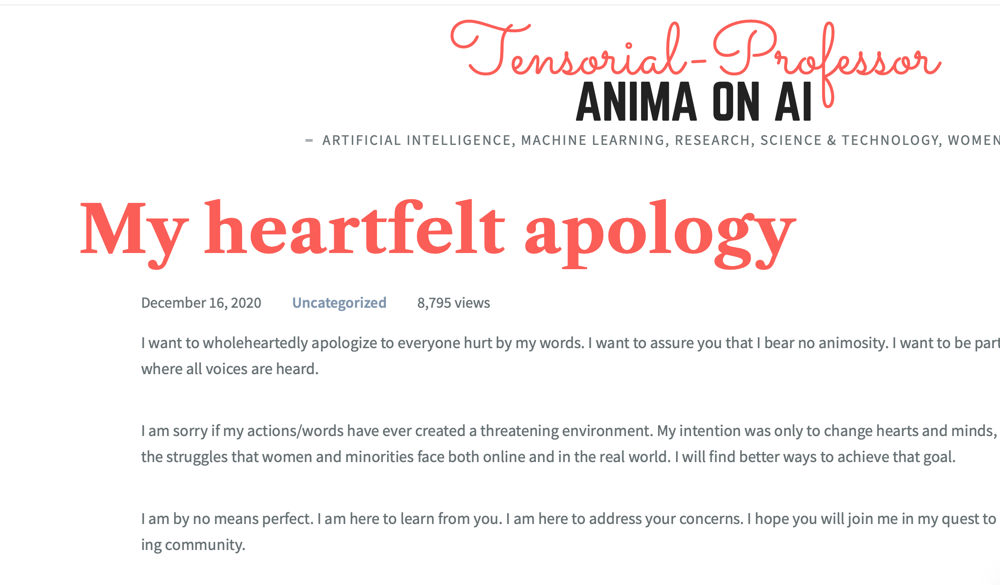 Tensorial-Professor
ANIMA ON AI
– ARTIFICIAL INTELLIGENCE, MACHINE LEARNING, RESEARCH, SCIENCE & TECHNOLOGY, WOMEN
My heartfelt apology
December 16, 2020 Uncategorized 8,795 views
I want to wholeheartedly apologize to everyone hurt by my words. I want to assure you that I bear no animosity. I want to be part
where all voices are heard.
I am sorry if my actions/words have ever created a threatening environment. My intention was only to change hearts and minds,
the struggles that women and minorities face both online and in the real world. I will find better ways to achieve that goal.
I am by no means perfect. I am here to learn from you. I am here to address your concerns. I hope you will join me in my quest to
ing community.